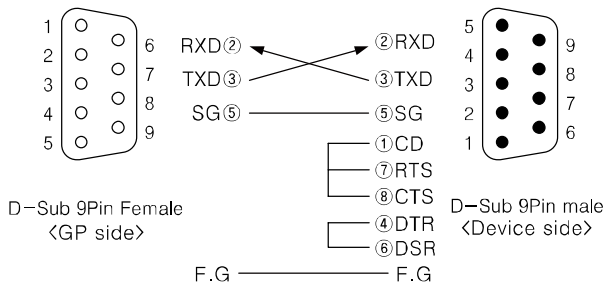 1
2
3
4
5
6
7
8
9
RXD② ②RXD
TXD③ ③TXD
SG⑤ ⑤SG
①CD
⑦RTS
⑧CTS
④DTR
⑥DSR
F.G F.G
5
4
3
2
1
9
8
7
6
D-Sub 9Pin Female
<GP side>
D-Sub 9Pin male
<Device side>